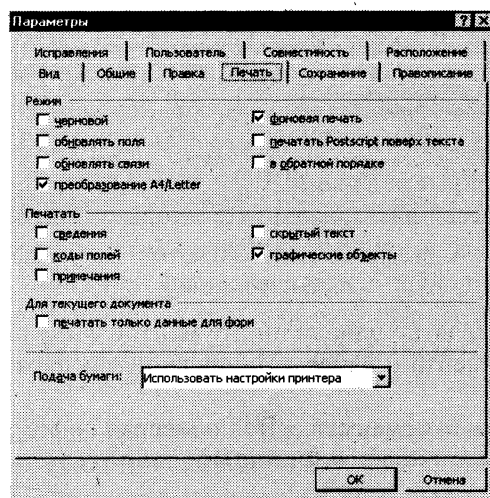 Параметры
Исправления Пользователь Совместимость Расположение
Вид Общие Правка Печать Сохранение Правописание
Режим
черновой фоновая печать
обновлять поля печатать Postscript поверх текста
обновлять связи в обратном порядке
преобразование A4/Letter
Печатать
сведения скрытый текст
коды полей графические объекты
примечания
Для текущего документа
печатать только данные для форм
Подача бумаги: Использовать настройки принтера
ОК Отмена